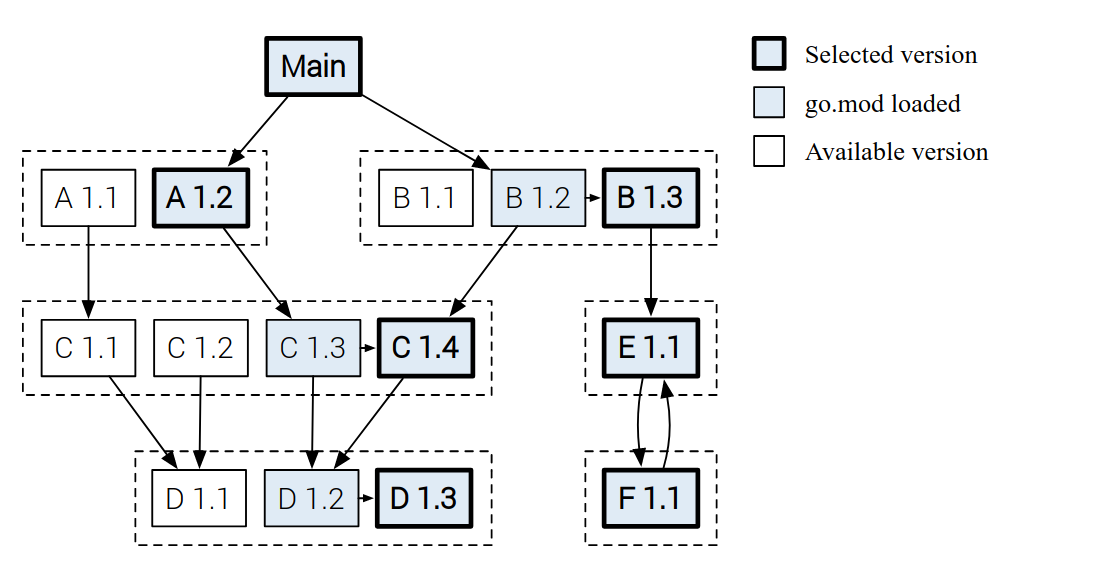 Main
Selected version
go.mod loaded
Available version
A 1.1
A 1.2
B 1.1
B 1.2
B 1.3
C 1.1
C 1.2
C 1.3
C 1.4
E 1.1
D 1.1
D 1.2
D 1.3
F 1.1